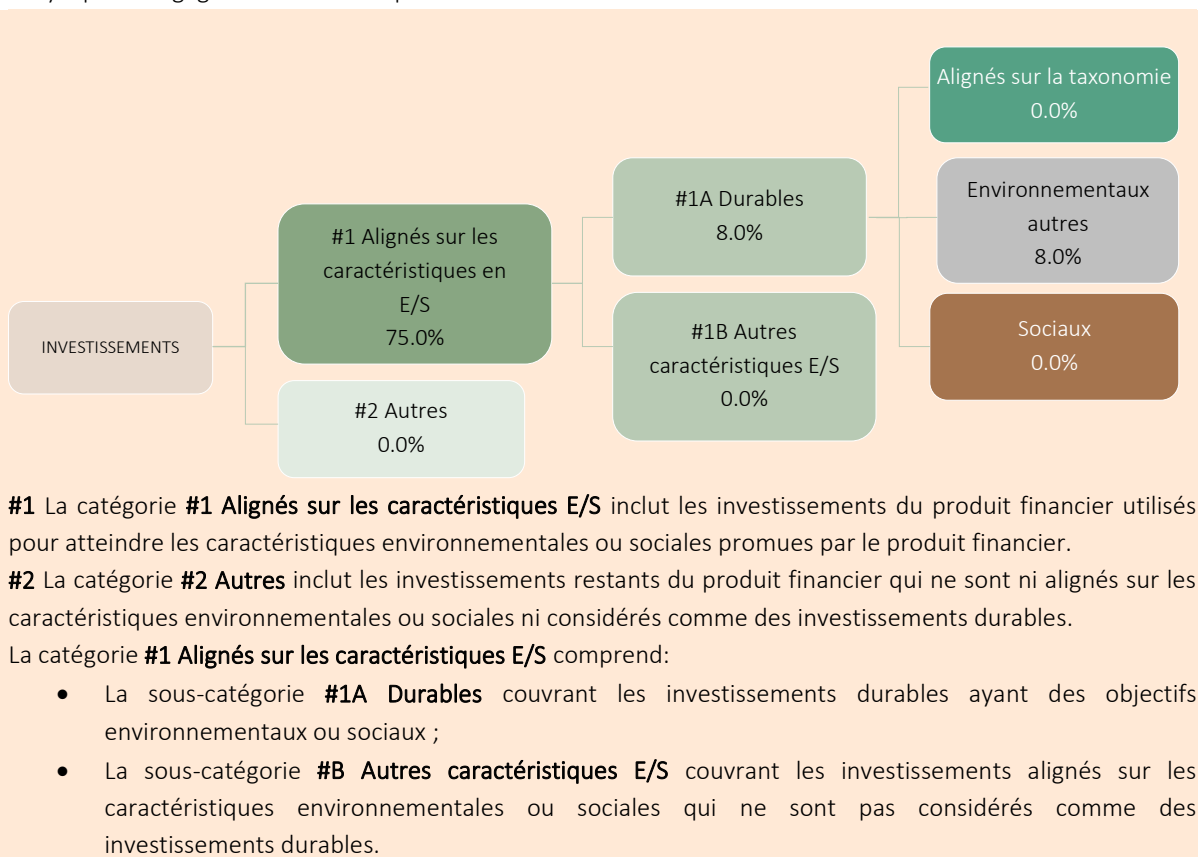 Alignés sur la taxonomie
0.0%
#1A Durables
8.0%
Environnementaux
autres
8.0%
#1 Alignés sur les
caractéristiques en
E/S
75.0%
INVESTISSEMENTS
#1B Autres
caractéristiques E/S
0.0%
Sociaux
0.0%
#2 Autres
0.0%
#1 La catégorie #1 Alignés sur les caractéristiques E/S inclut les investissements du produit financier utilisés
pour atteindre les caractéristiques environnementales ou sociales promues par le produit financier.
#2 La catégorie #2 Autres inclut les investissements restants du produit financier qui ne sont ni alignés sur les
caractéristiques environnementales ou sociales ni considérés comme des investissements durables.
La catégorie #1 Alignés sur les caractéristiques E/S comprend:
• La sous-catégorie #1A Durables couvrant les investissements durables ayant des objectifs
environnementaux ou sociaux ;
• La sous-catégorie #B Autres caractéristiques E/S couvrant les investissements alignés sur les
caractéristiques environnementales ou sociales qui ne sont pas considérés comme des
investissements durables.